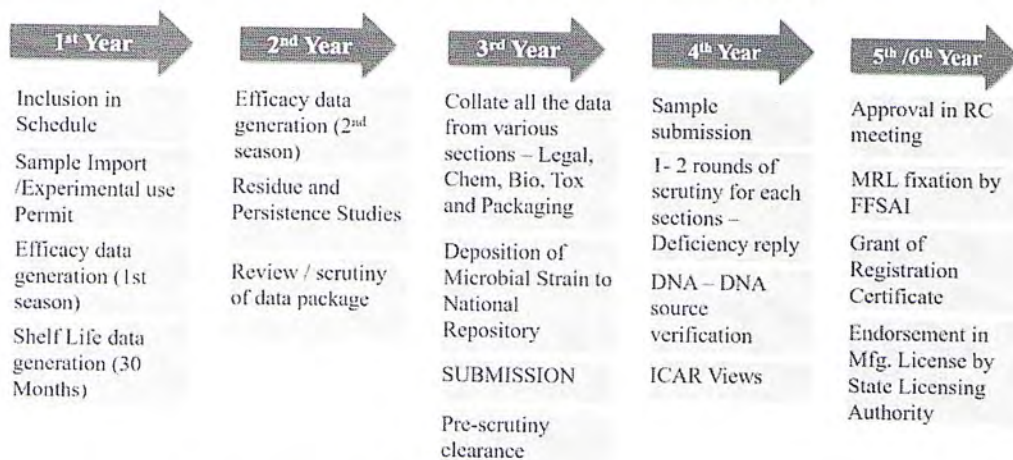 1st Year
Inclusion in
Schedule
Sample Import
/Experimental use
Permit
Efficacy data
generation (1st
season)
Shelf Life data
generation (30
Months)
2nd Year
Efficacy data
generation (2nd
season)
Residue and
Persistence Studies
Review / scrutiny
of data package
3rd Year
Collate all the data
from various
sections – Legal,
Chem, Bio, Tox
and Packaging
Deposition of
Microbial Strain to
National
Repository
SUBMISSION
Pre-scrutiny
clearance
4th Year
Sample
submission
1- 2 rounds of
scrutiny for each
sections –
Deficiency reply
DNA – DNA
source
verification
ICAR Views
5th /6th Year
Approval in RC
meeting
MRL fixation by
FFSAI
Grant of
Registration
Certificate
Endorsement in
Mfg. License by
State Licensing
Authority